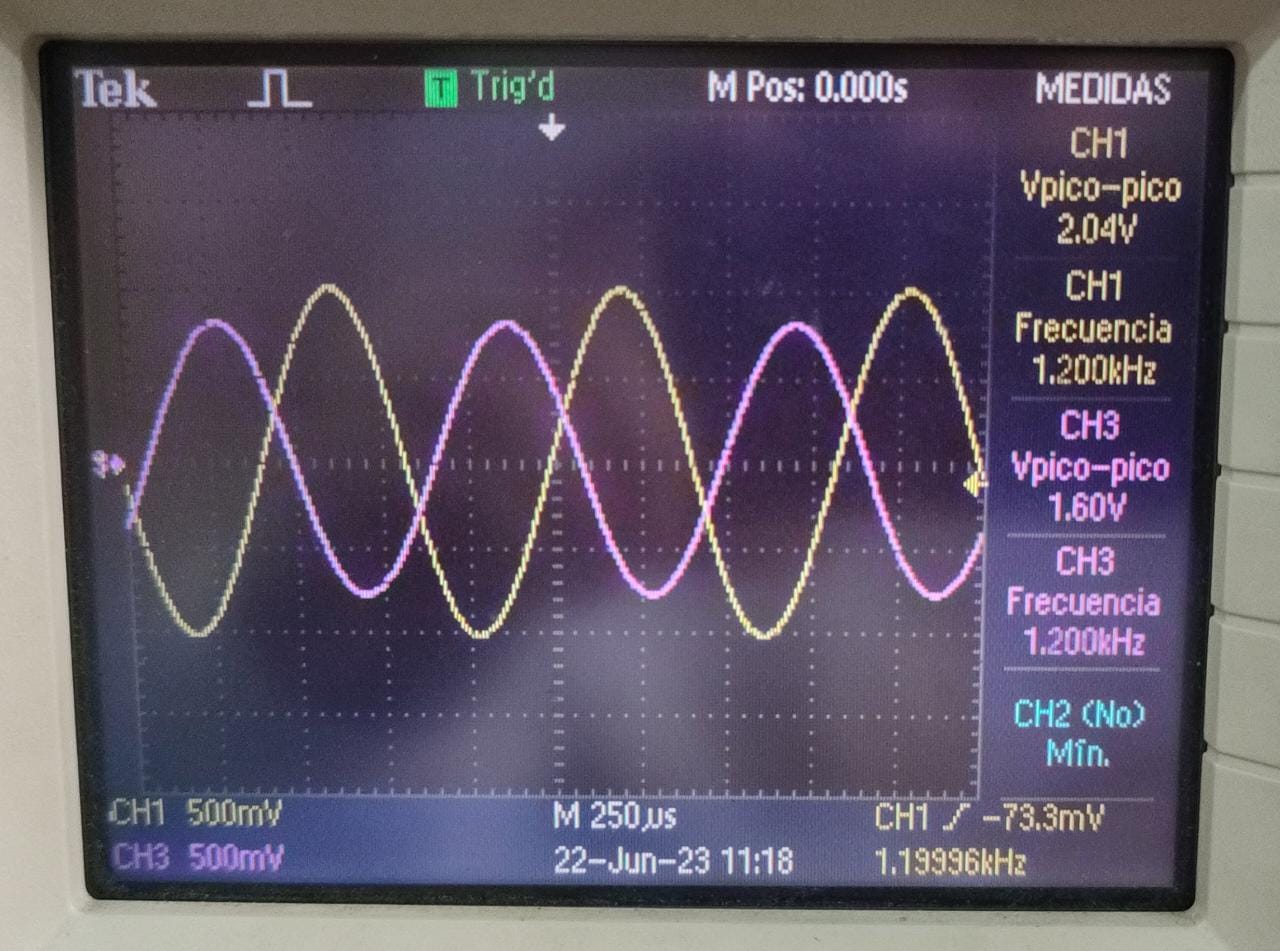 Tek T Trig'd M Pos: 0.000s MEDIDAS
CH1
Vpico-pico
2.04V
CH1
Frecuencia
1.200kHz
CH3
Vpico-pico
1.60V
CH3
Frecuencia
1.200kHz
CH2 (No)
Mín.
3
CH1 500mV M 250µs CH1 -73.3mV
CH3 500mV 22-Jun-23 11:18 1.19996kHz